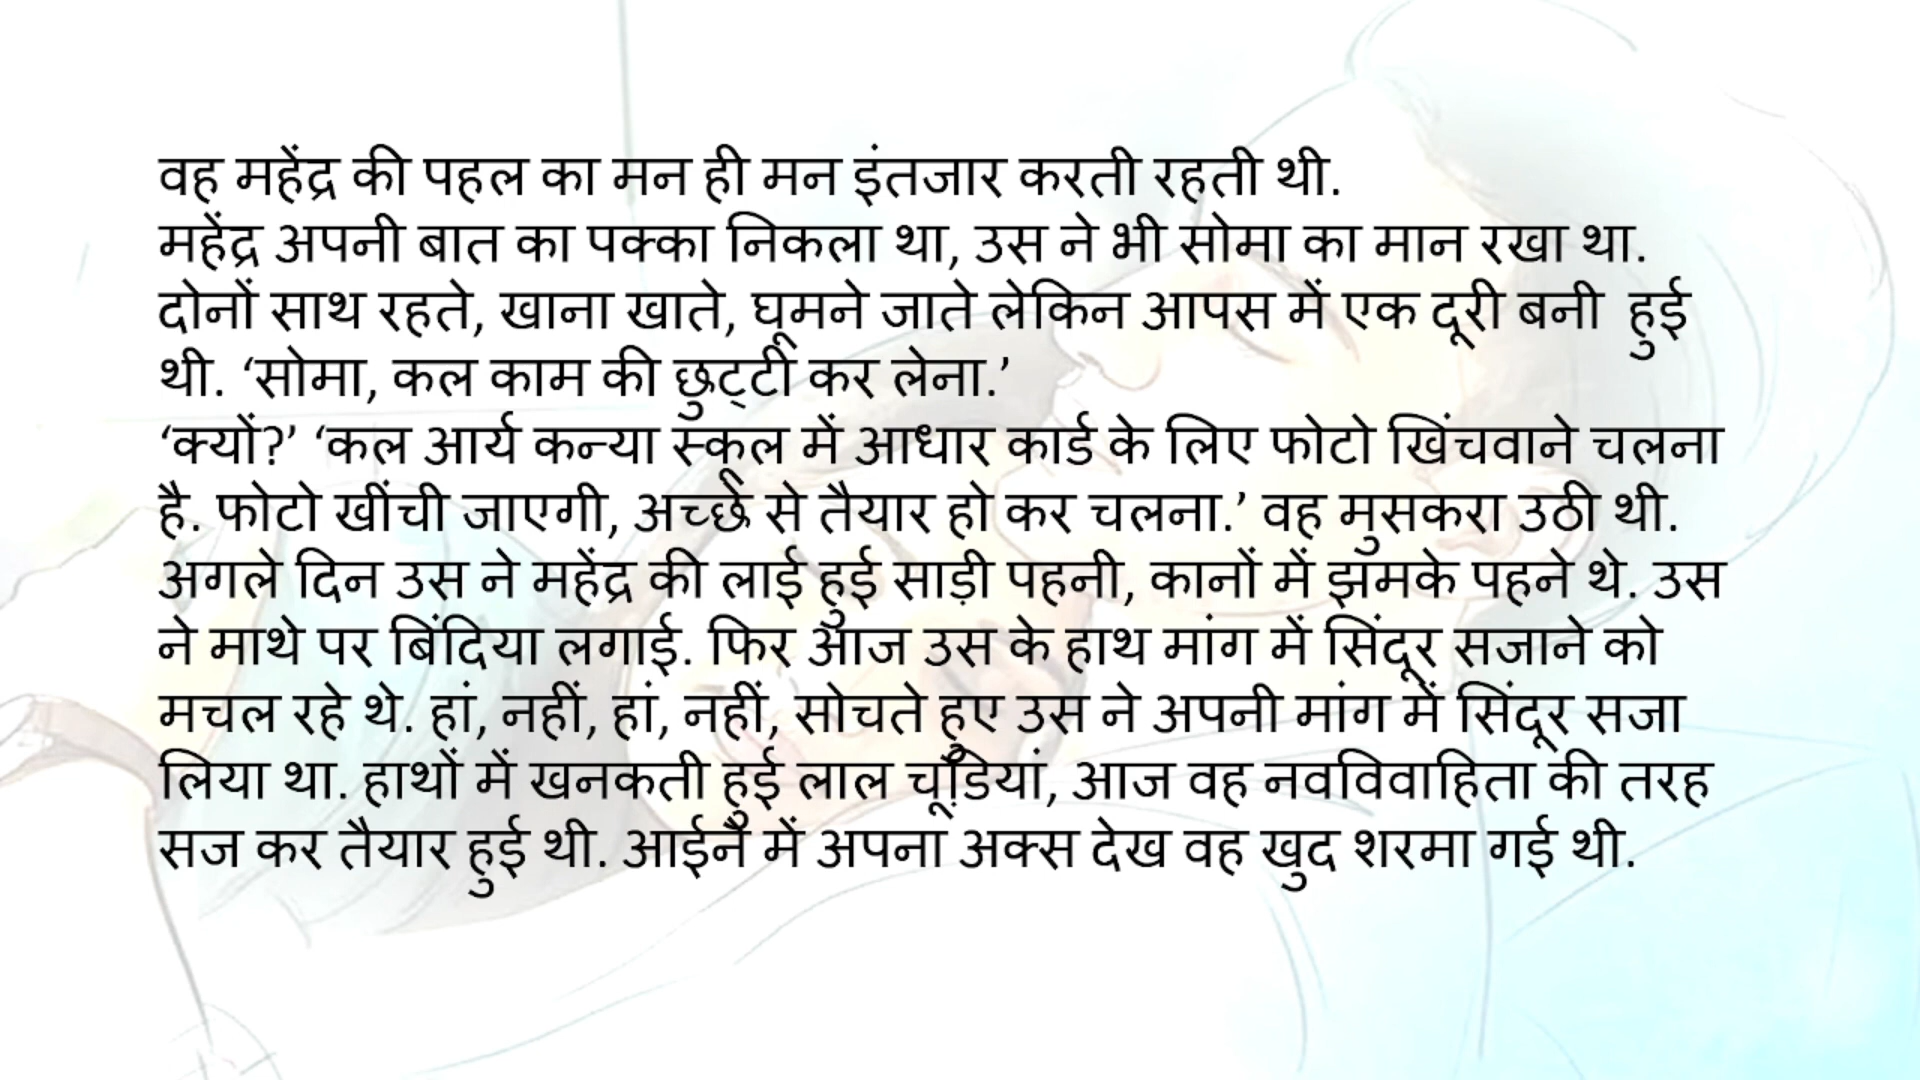 वह महेंद्र की पहल का मन ही मन इंतजार करती रहती थी.
महेंद्र अपनी बात का पक्का निकला था, उस ने भी सोमा का मान रखा था.
दोनों साथ रहते, खाना खाते, घूमने जाते लेकिन आपस में एक दूरी बनी  हुई
थी. ‘सोमा, कल काम की छुट्टी कर लेना.’
‘क्यों?’ ‘कल आर्य कन्या स्कूल में आधार कार्ड के लिए फोटो खिंचवाने चलना
है. फोटो खींची जाएगी, अच्छे से तैयार हो कर चलना.’ वह मुसकरा उठी थी.
अगले दिन उस ने महेंद्र की लाई हुई साड़ी पहनी, कानों में झुमके पहने थे. उस
ने माथे पर बिंदिया लगाई. फिर आज उस के हाथ मांग में सिंदूर सजाने को
मचल रहे थे. हां, नहीं, हां, नहीं, सोचते हुए उस ने अपनी मांग में सिंदूर सजा
लिया था. हाथों में खनकती हुई लाल चूडि़यां, आज वह नवविवाहिता की तरह
सज कर तैयार हुई थी. आईने में अपना अक्स देख वह खुद शरमा गई थी.